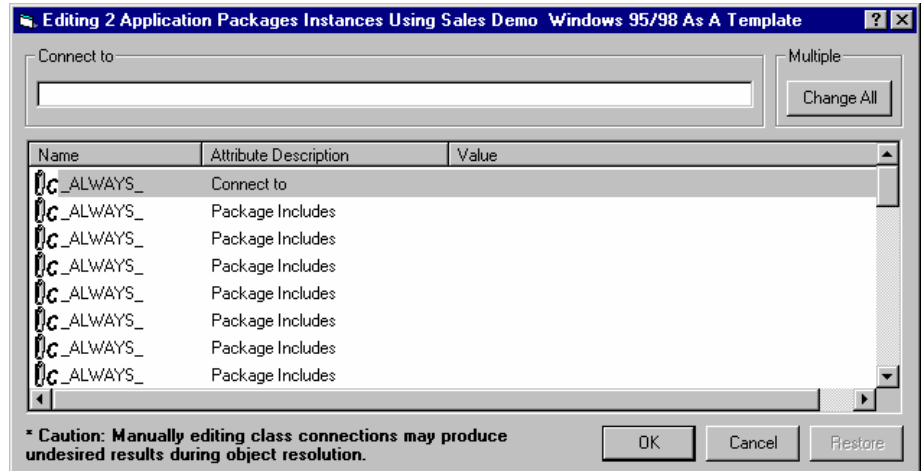 Editing 2 Application Packages Instances Using Sales Demo Windows 95/98 As A Template
Connect to
Multiple
Change All
Name Attribute Description Value
_ALWAYS_ Connect to
_ALWAYS_ Package Includes
_ALWAYS_ Package Includes
_ALWAYS_ Package Includes
_ALWAYS_ Package Includes
_ALWAYS_ Package Includes
_ALWAYS_ Package Includes
_ALWAYS_ Package Includes
* Caution: Manually editing class connections may produce
undesired results during object resolution.
OK Cancel Restore